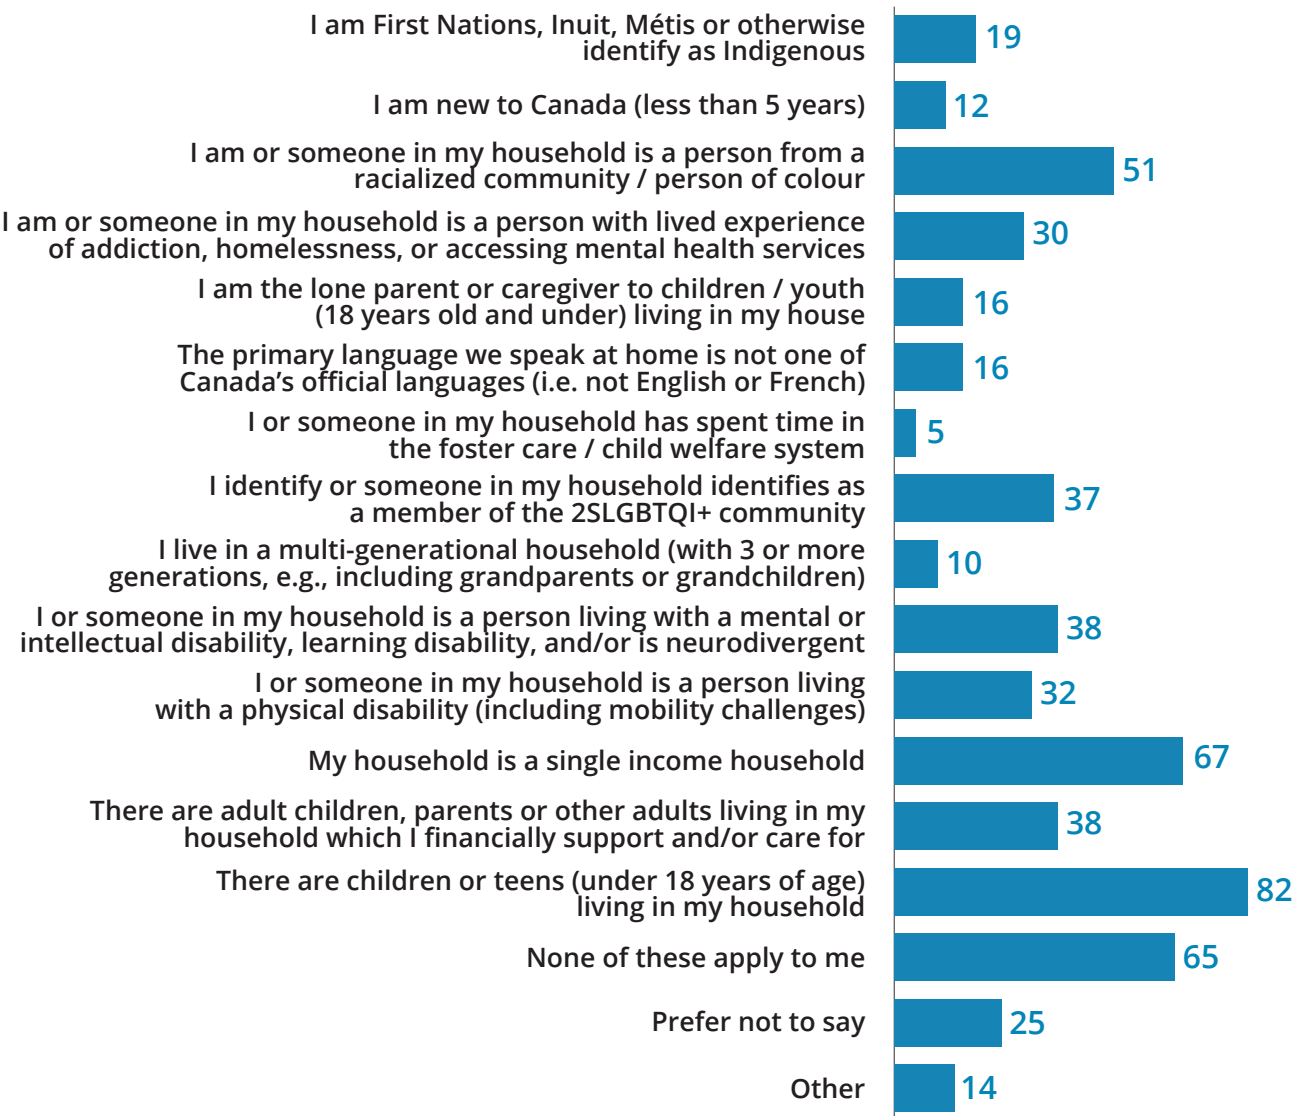 I am First Nations, Inuit, Métis or otherwise
identify as Indigenous
19
I am new to Canada (less than 5 years)
12
I am or someone in my household is a person from a
racialized community / person of colour
51
I am or someone in my household is a person with lived experience
of addiction, homelessness, or accessing mental health services
30
I am the lone parent or caregiver to children / youth
(18 years old and under) living in my house
16
The primary language we speak at home is not one of
Canada’s official languages (i.e. not English or French)
16
I or someone in my household has spent time in
the foster care / child welfare system
5
I identify or someone in my household identifies as
a member of the 2SLGBTQI+ community
37
I live in a multi-generational household (with 3 or more
generations, e.g., including grandparents or grandchildren)
10
I or someone in my household is a person living with a mental or
intellectual disability, learning disability, and/or is neurodivergent
38
I or someone in my household is a person living
with a physical disability (including mobility challenges)
32
My household is a single income household
67
There are adult children, parents or other adults living in my
household which I financially support and/or care for
38
There are children or teens (under 18 years of age)
living in my household
82
None of these apply to me
65
Prefer not to say
25
Other
14